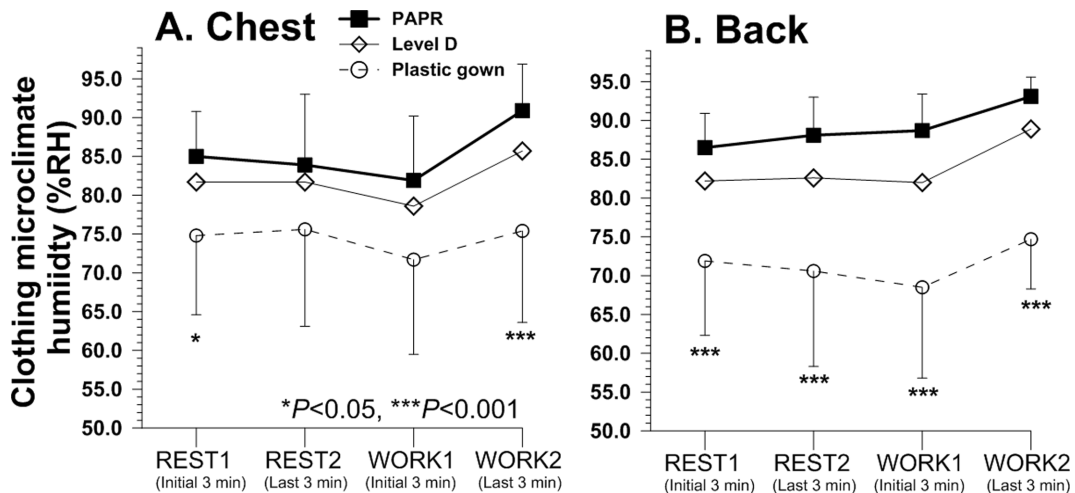 A. Chest
PAPR
Level D
Plastic gown
B. Back
Clothing microclimate
humiidty (%RH)
95.0
90.0
85.0
80.0
75.0
70.0
65.0
60.0
55.0
50.0
*
***
*P<0.05, ***P<0.001
REST1
(Initial 3 min)
REST2
(Last 3 min)
WORK1
(Initial 3 min)
WORK2
(Last 3 min)
95.0
90.0
85.0
80.0
75.0
70.0
65.0
60.0
55.0
50.0
***
***
***
***
REST1
(Initial 3 min)
REST2
(Last 3 min)
WORK1
(Initial 3 min)
WORK2
(Last 3 min)